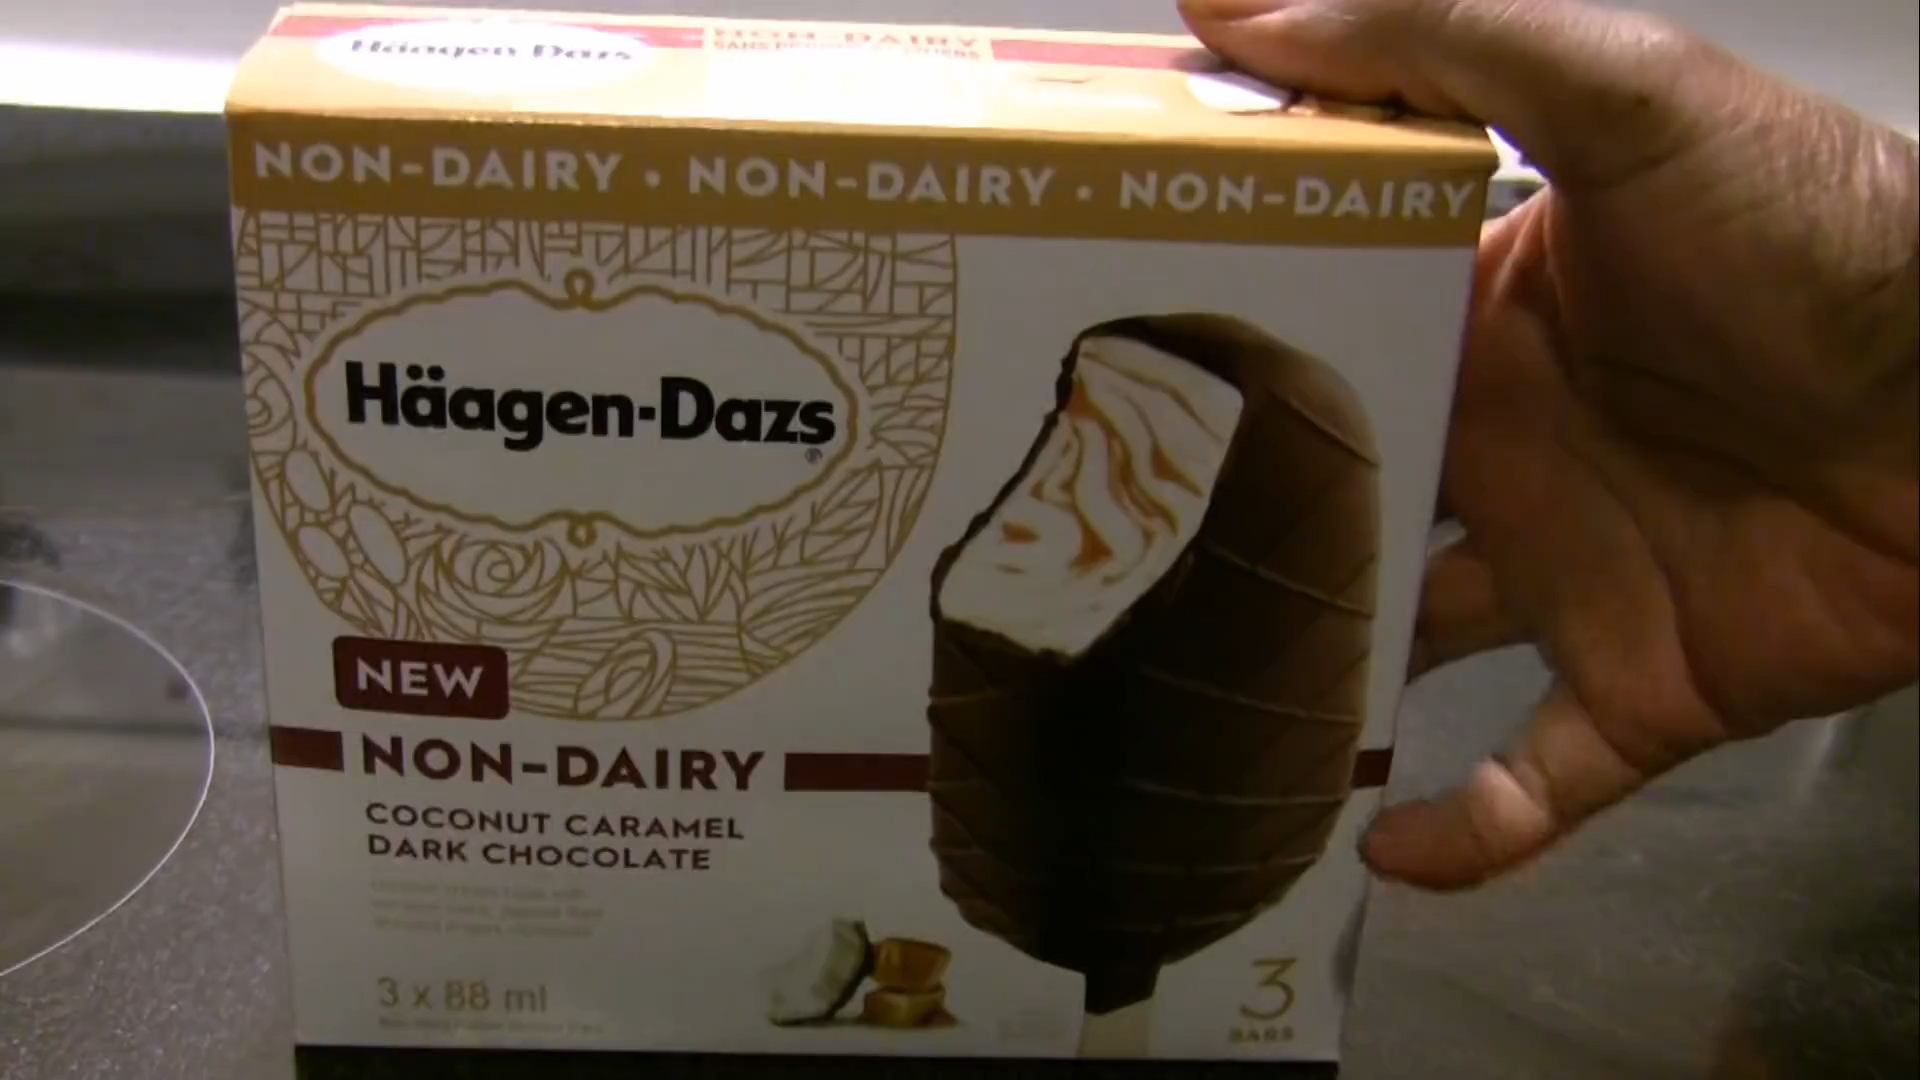 Häagen-Dazs
NON-DAIRY
NON-DAIRY • NON-DAIRY • NON-DAIRY
Häagen-Dazs
®
NEW
NON-DAIRY
COCONUT CARAMEL
DARK CHOCOLATE
3 x 88 ml
3
BARS